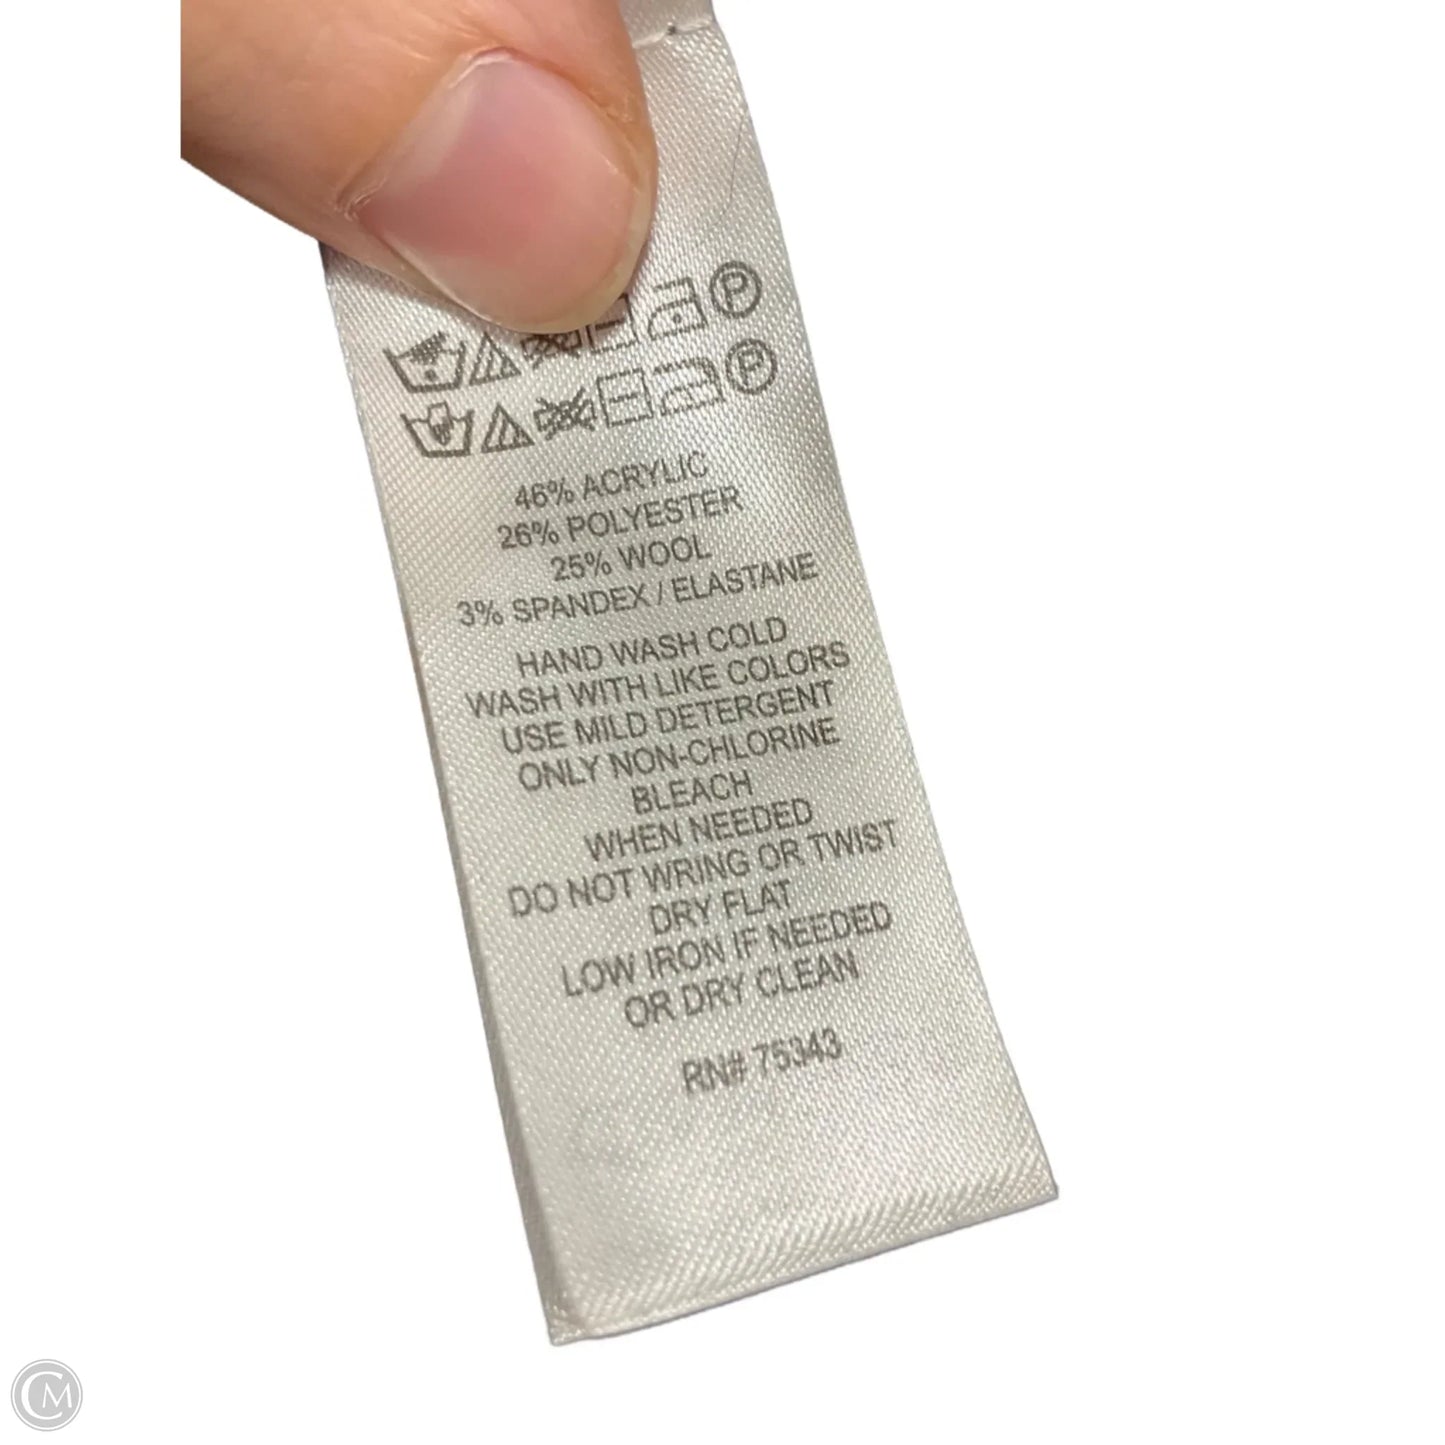 P
P
46% ACRYLIC
26% POLYESTER
25% WOOL
3% SPANDEX / ELASTANE
HAND WASH COLD
WASH WITH LIKE COLORS
USE MILD DETERGENT
ONLY NON-CHLORINE
BLEACH
WHEN NEEDED
DO NOT WRING OR TWIST
DRY FLAT
LOW IRON IF NEEDED
OR DRY CLEAN
RN# 75343
CM